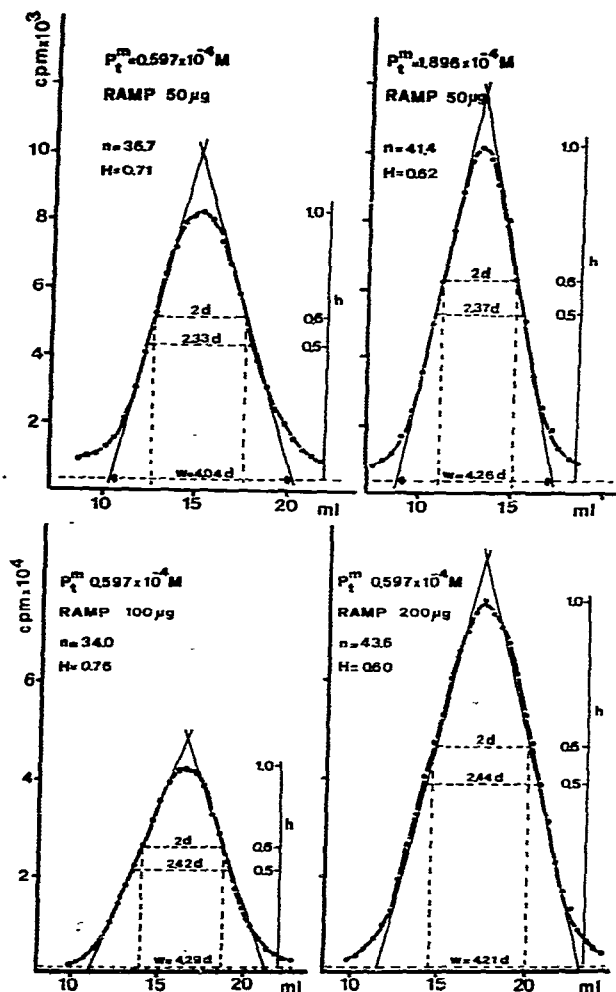 cpm×10³
10
8
6
4
2
P_t^m=0.597×10⁻⁴M
RAMP 50µg
n=36.7
H=0.71
1.0
0.6
0.5
h
2d
2.33d
w=4.04d
10
15
20
ml
P_t^m=1.896×10⁻⁴M
RAMP 50µg
n=41.4
H=0.62
1.0
0.6
0.5
h
2d
2.37d
w=4.26d
10
15
ml
cpm×10⁴
6
4
2
P_t^m 0.597×10⁻⁴M
RAMP 100µg
n=34.0
H=0.76
1.0
0.6
0.5
h
2d
2.42d
w=4.29d
10
15
20
ml
P_t^m 0.597×10⁻⁴M
RAMP 200µg
n=43.6
H=0.60
1.0
0.6
0.5
h
2d
2.44d
w=4.21d
10
15
20
ml